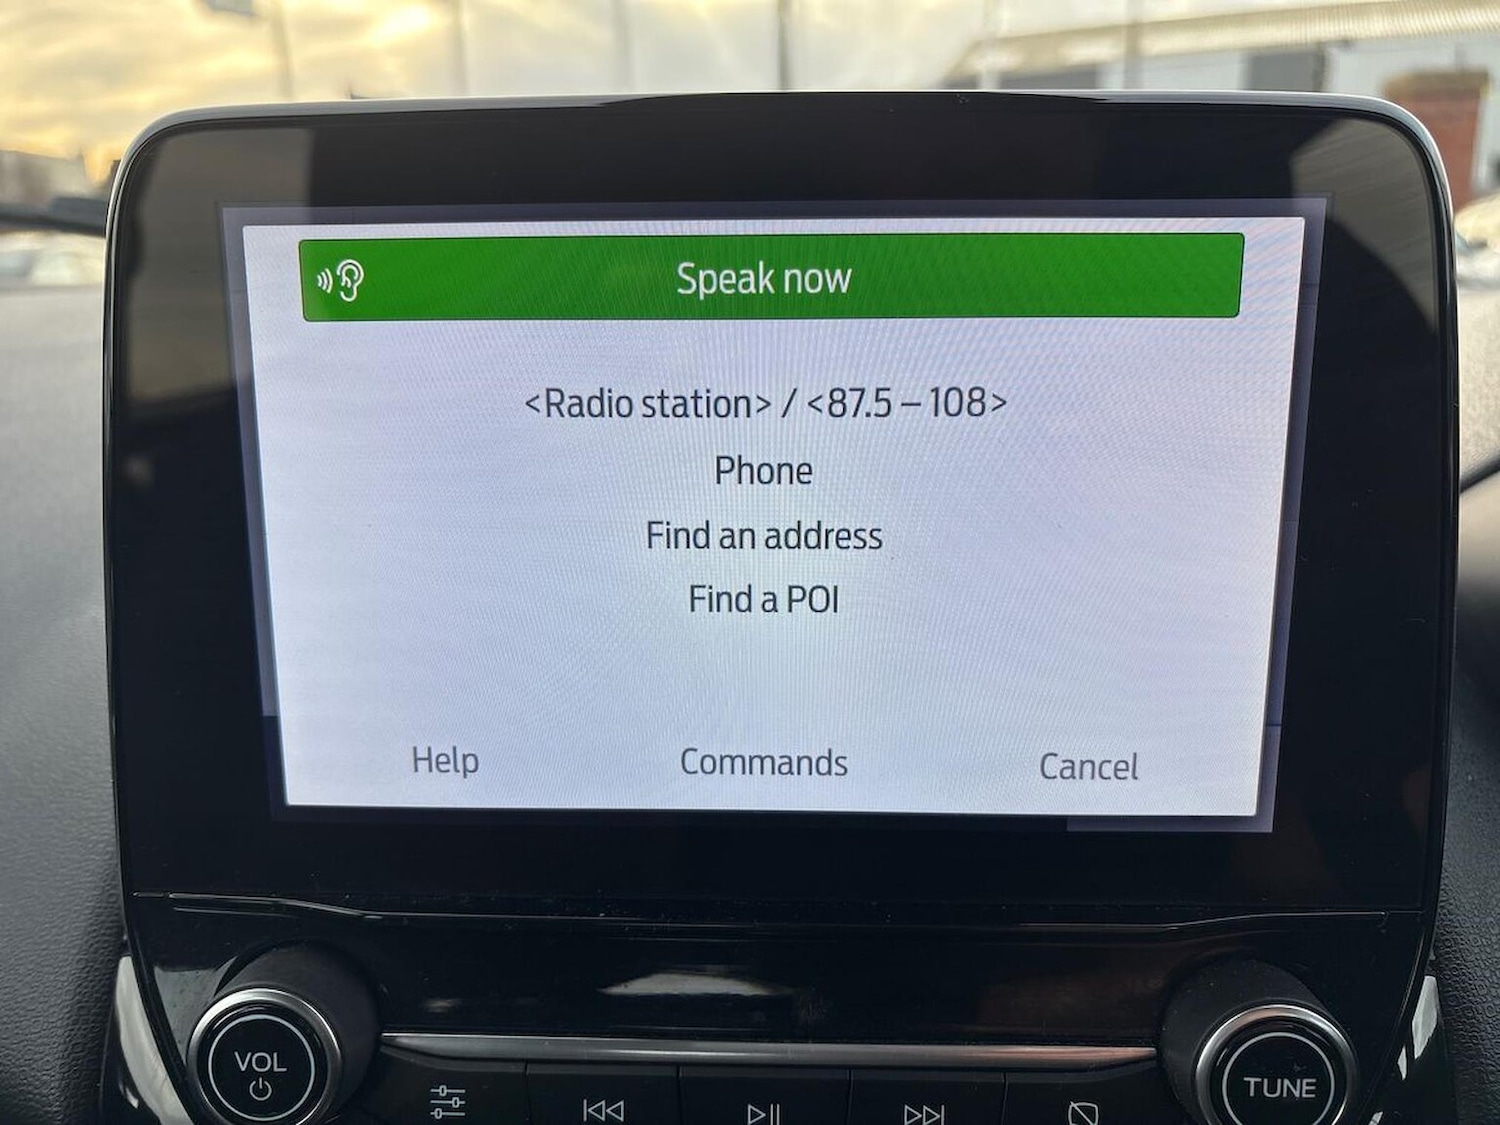 Speak now
<Radio station> / <87.5 – 108>
Phone
Find an address
Find a POI
Help Commands Cancel
VOL
TUNE